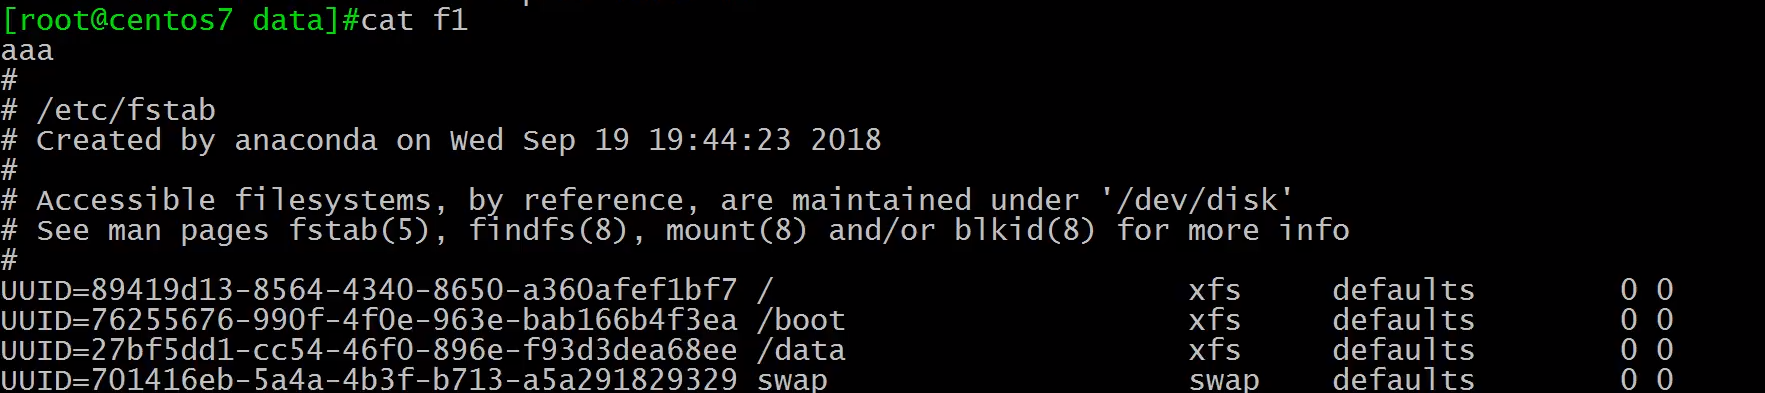 [root@centos7 data]#cat f1
aaa
#
# /etc/fstab
# Created by anaconda on Wed Sep 19 19:44:23 2018
#
# Accessible filesystems, by reference, are maintained under '/dev/disk'
# See man pages fstab(5), findfs(8), mount(8) and/or blkid(8) for more info
#
UUID=89419d13-8564-4340-8650-a360afef1bf7 /                       xfs     defaults        0 0
UUID=76255676-990f-4f0e-963e-bab166b4f3ea /boot                   xfs     defaults        0 0
UUID=27bf5dd1-cc54-46f0-896e-f93d3dea68ee /data                   xfs     defaults        0 0
UUID=701416eb-5a4a-4b3f-b713-a5a291829329 swap                    swap    defaults        0 0